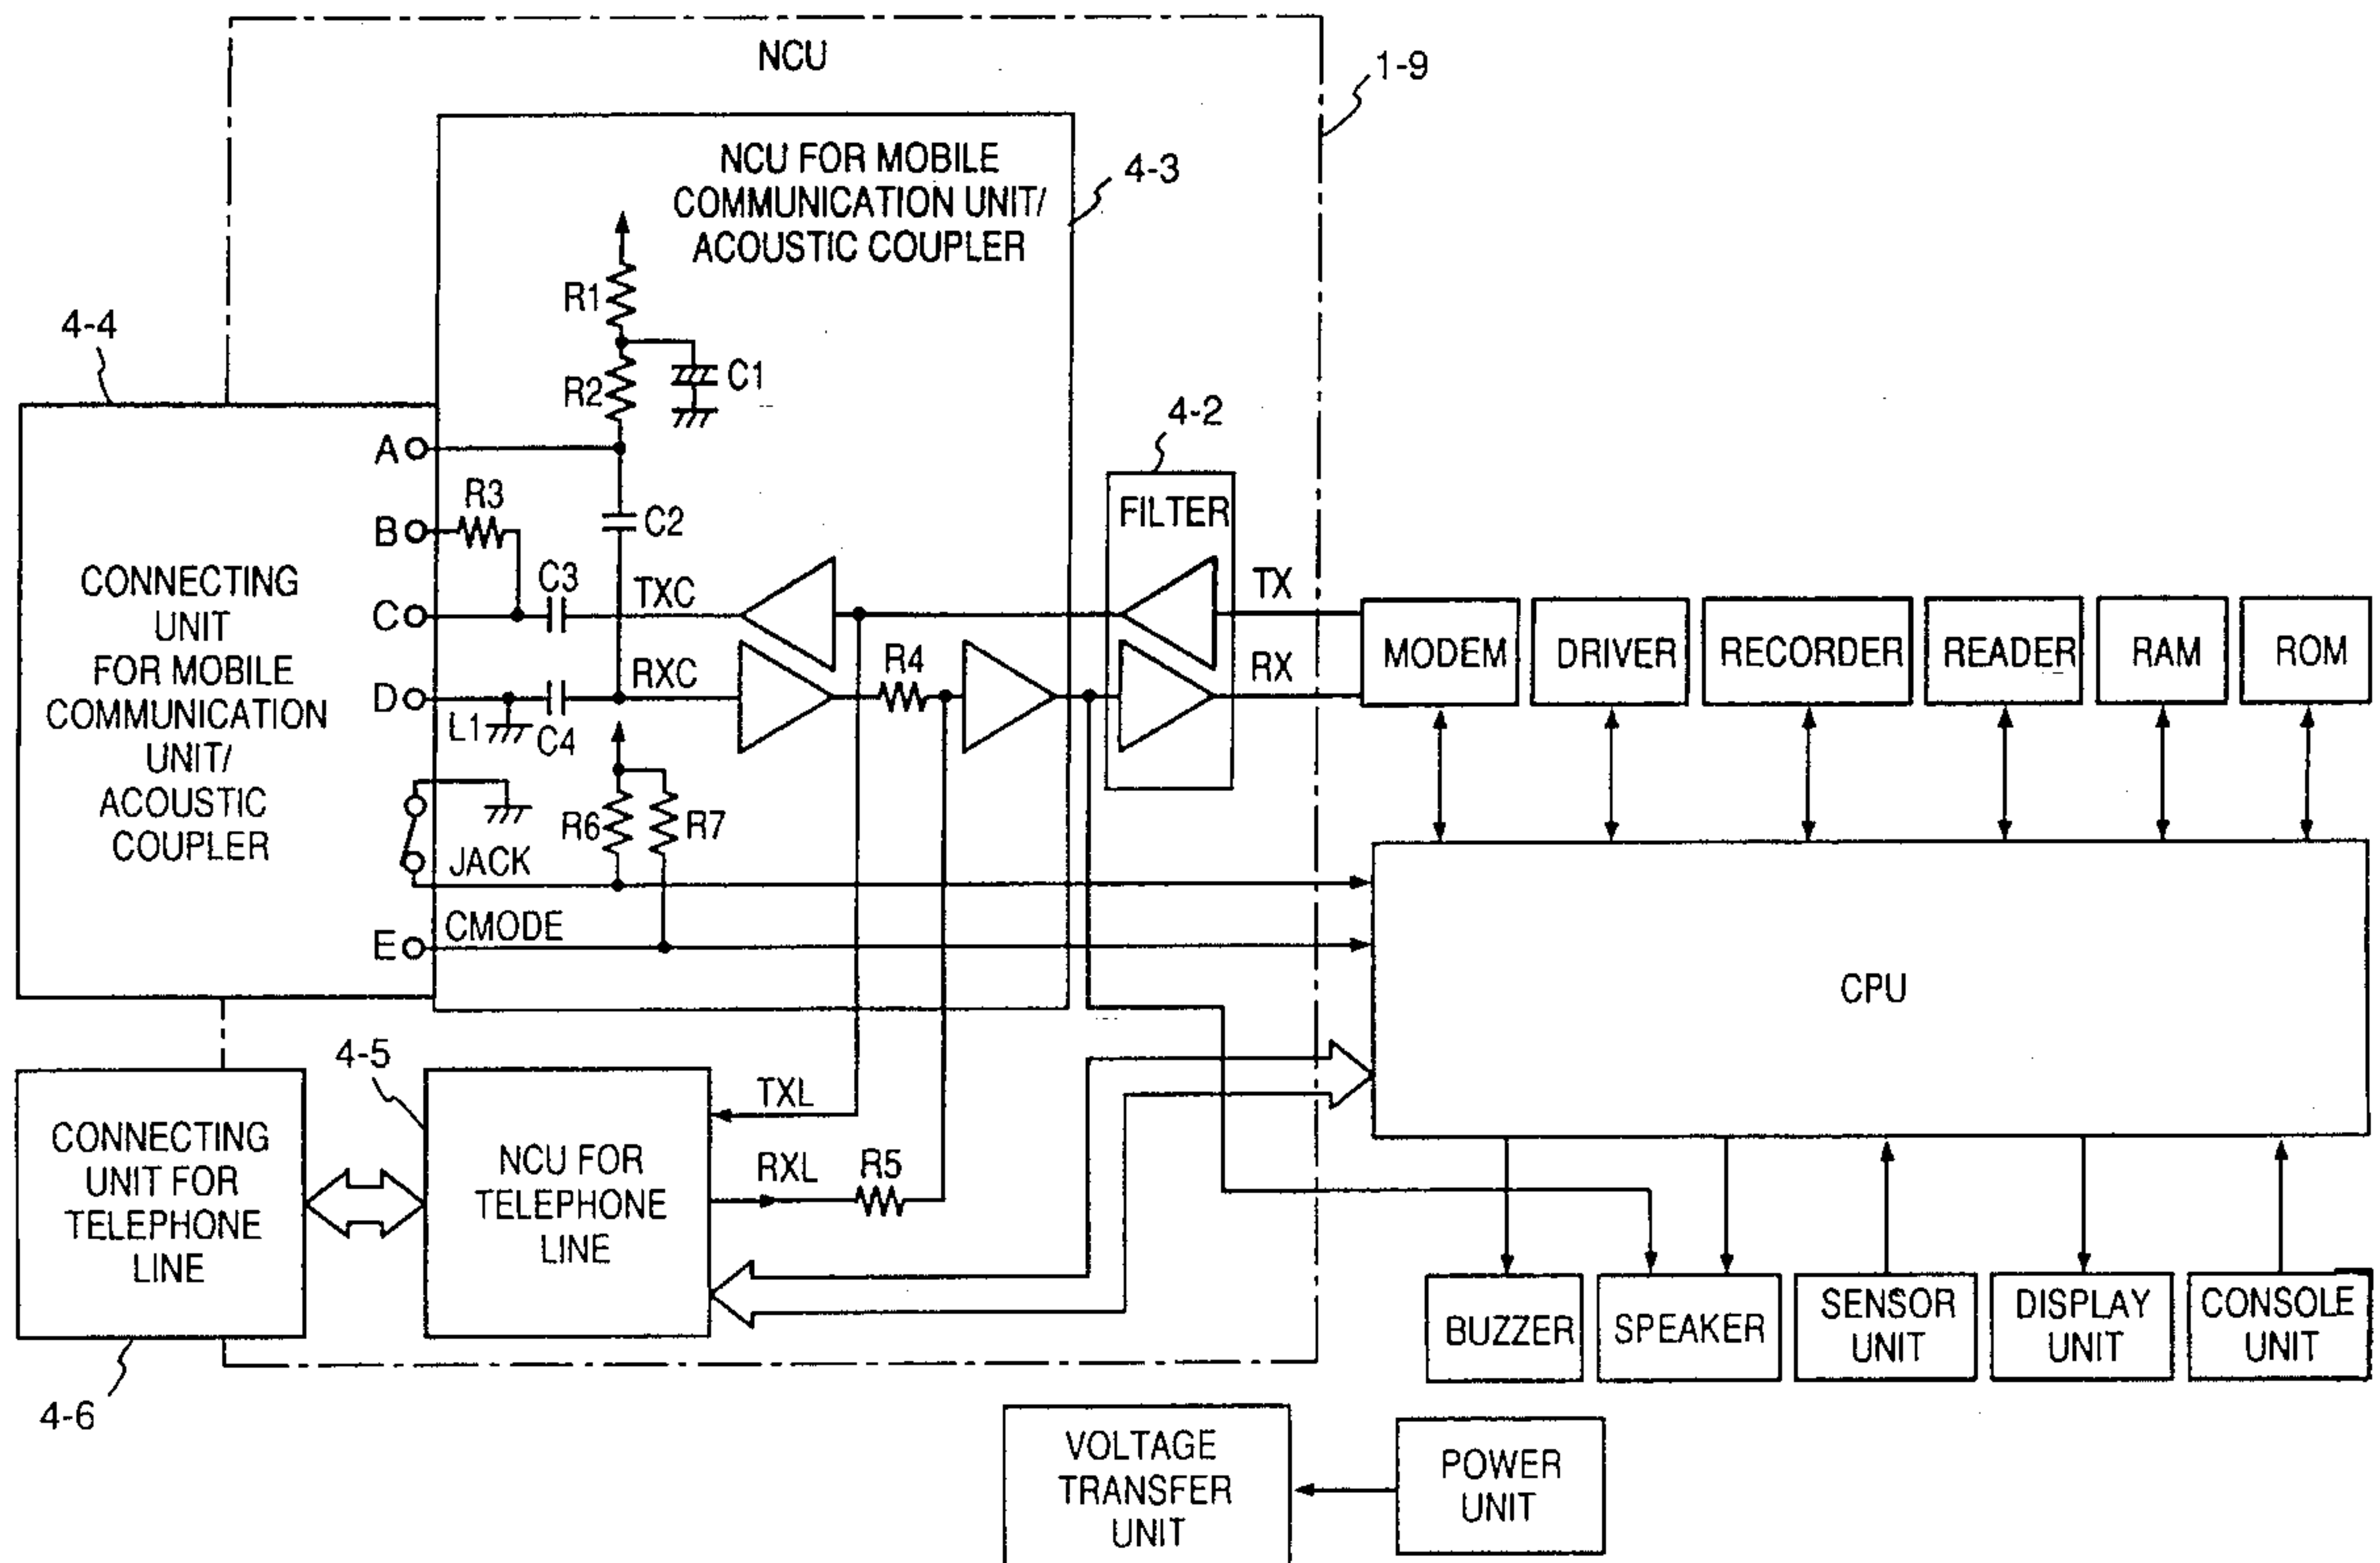 NCU
1-9
NCU FOR MOBILE
COMMUNICATION UNIT/
ACOUSTIC COUPLER
4-3
R1
4-4
R2
C1
4-2
A
R3
FILTER
B
C2
CONNECTING
UNIT
FOR MOBILE
COMMUNICATION
UNIT/
ACOUSTIC
COUPLER
C3
TXC
TX
C
MODEM
DRIVER
RECORDER
READER
RAM
ROM
RXC
R4
RX
D
L1
C4
R6
R7
JACK
CMODE
E
CPU
4-5
TXL
CONNECTING
UNIT FOR
TELEPHONE
LINE
NCU FOR
TELEPHONE
LINE
RXL
R5
BUZZER
SPEAKER
SENSOR
UNIT
DISPLAY
UNIT
CONSOLE
UNIT
4-6
VOLTAGE
TRANSFER
UNIT
POWER
UNIT